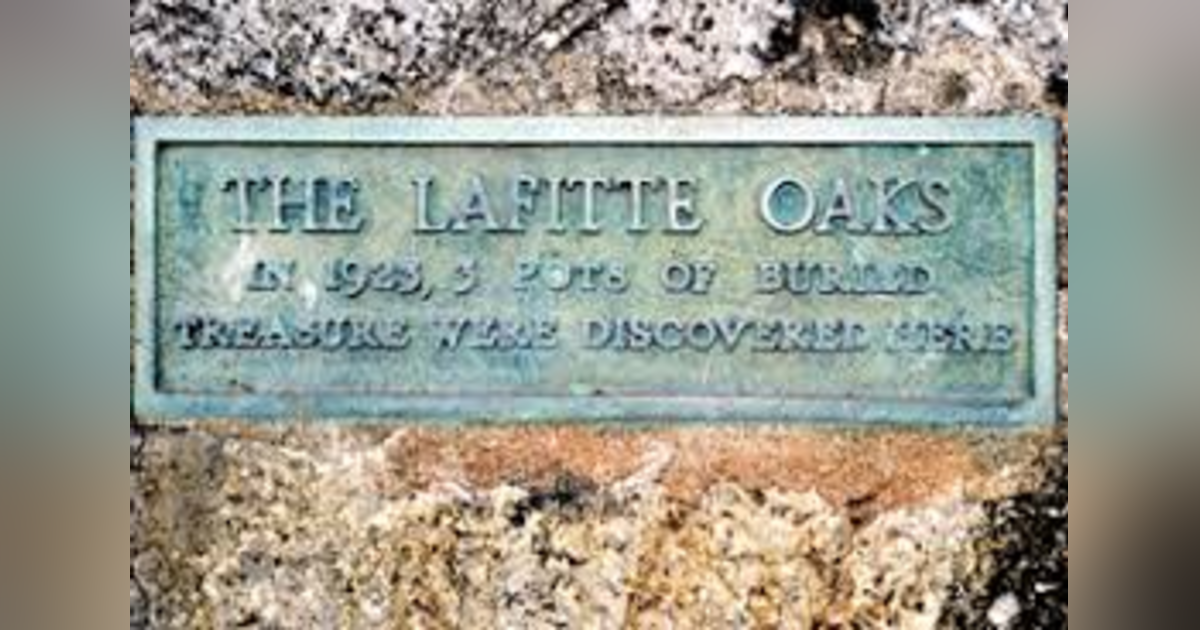 THE LAFITTE OAKS
IN 1923, 3 POTS OF BURIED
TREASURE WERE DISCOVERED HERE